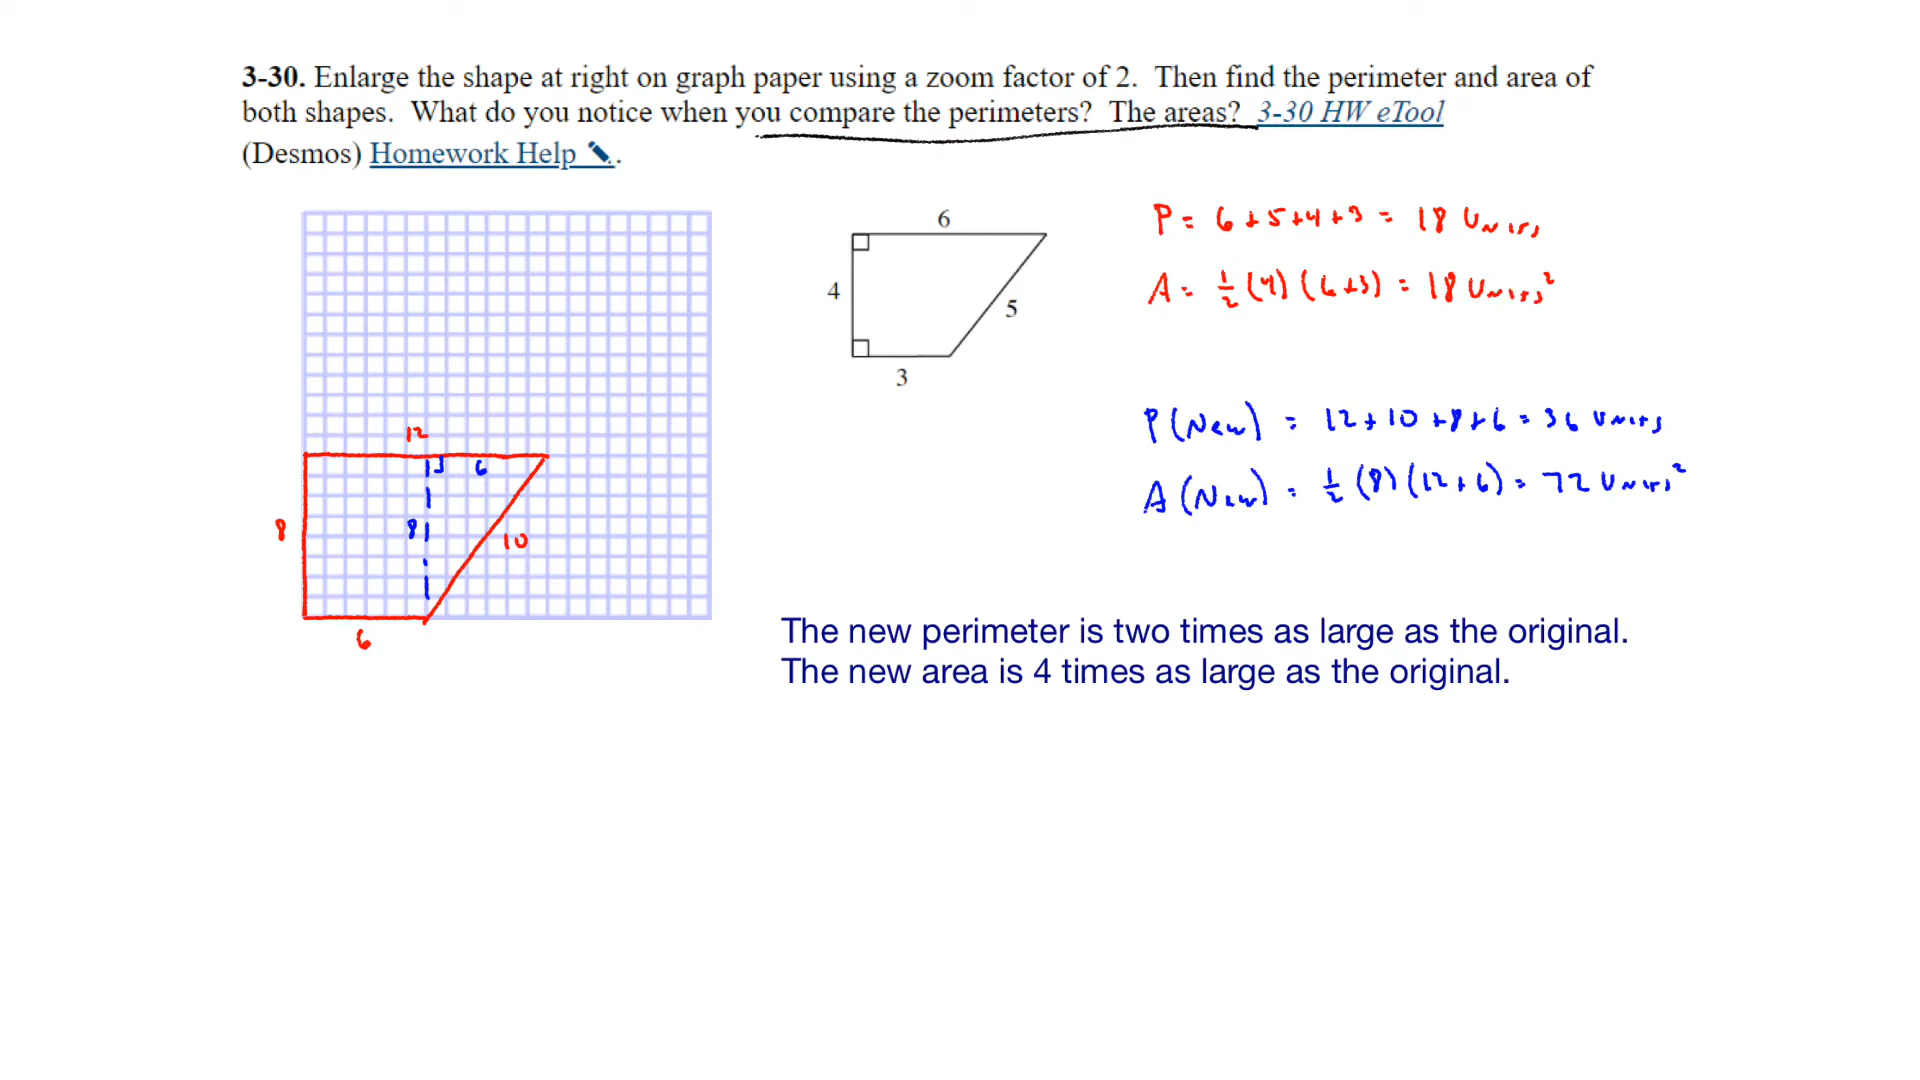 3-30. Enlarge the shape at right on graph paper using a zoom factor of 2. Then find the perimeter and area of
both shapes. What do you notice when you compare the perimeters? The areas? 3-30 HW eTool
(Desmos) Homework Help .
6
4
5
3
P = 6+5+4+3 = 18 Units
A = 1/2 (4) (6+3) = 18 Units²
P(New) = 12+10+8+6 = 36 Units
A(New) = 1/2 (8) (12+6) = 72 Units²
12
6
8
8
10
6
The new perimeter is two times as large as the original.
The new area is 4 times as large as the original.